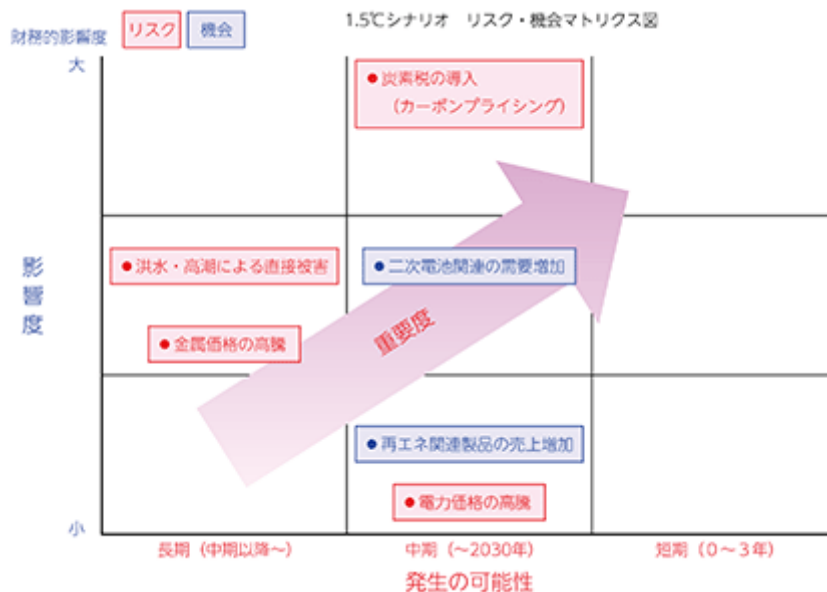 1.5℃シナリオ　リスク・機会マトリクス図
財務的影響度
リスク
機会
大
●炭素税の導入
（カーボンプライシング）
影響度
●洪水・高潮による直接被害
●二次電池関連の需要増加
●金属価格の高騰
重要度
●再エネ関連製品の売上増加
●電力価格の高騰
小
長期（中期以降～）
中期（～2030年）
短期（0～3年）
発生の可能性